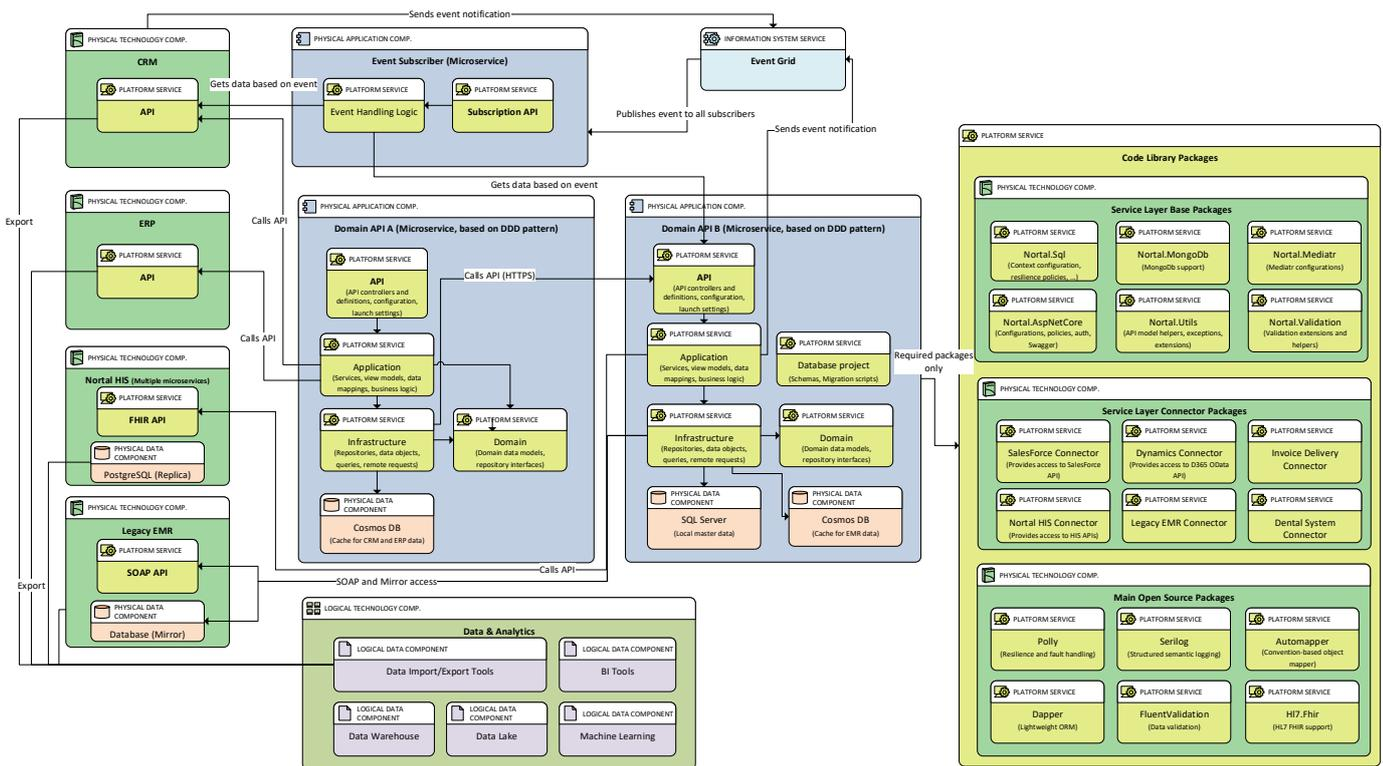 Sends event notification
PHYSICAL TECHNOLOGY COMP.
CRM
PLATFORM SERVICE
API
PHYSICAL APPLICATION COMP.
Event Subscriber (Microservice)
PLATFORM SERVICE
Event Handling Logic
PLATFORM SERVICE
Subscription API
Gets data based on event
INFORMATION SYSTEM SERVICE
Event Grid
Publishes event to all subscribers
Sends event notification
Gets data based on event
Export
Calls API
PHYSICAL TECHNOLOGY COMP.
ERP
PLATFORM SERVICE
API
Calls API
PHYSICAL TECHNOLOGY COMP.
Nortal HIS (Multiple microservices)
PLATFORM SERVICE
FHIR API
PHYSICAL DATA
COMPONENT
PostgreSQL (Replica)
PHYSICAL TECHNOLOGY COMP.
Legacy EMR
PLATFORM SERVICE
SOAP API
PHYSICAL DATA
COMPONENT
Database (Mirror)
Export
PHYSICAL APPLICATION COMP.
Domain API A (Microservice, based on DDD pattern)
PLATFORM SERVICE
API
(API controllers and
definitions, configuration,
launch settings)
Calls API (HTTPS)
PLATFORM SERVICE
Application
(Services, view models, data
mappings, business logic)
PLATFORM SERVICE
Infrastructure
(Repositories, data objects,
queries, remote requests)
PLATFORM SERVICE
Domain
(Domain data models,
repository interfaces)
PHYSICAL DATA
COMPONENT
Cosmos DB
(Cache for CRM and ERP data)
PHYSICAL APPLICATION COMP.
Domain API B (Microservice, based on DDD pattern)
PLATFORM SERVICE
API
(API controllers and
definitions, configuration,
launch settings)
PLATFORM SERVICE
Application
(Services, view models, data
mappings, business logic)
PLATFORM SERVICE
Database project
(Schemas, Migration scripts)
PLATFORM SERVICE
Infrastructure
(Repositories, data objects,
queries, remote requests)
PLATFORM SERVICE
Domain
(Domain data models,
repository interfaces)
PHYSICAL DATA
COMPONENT
SQL Server
(Local master data)
PHYSICAL DATA
COMPONENT
Cosmos DB
(Cache for EMR data)
Calls API
SOAP and Mirror access
Required packages
only
LOGICAL TECHNOLOGY COMP.
Data & Analytics
LOGICAL DATA COMPONENT
Data Import/Export Tools
LOGICAL DATA COMPONENT
BI Tools
LOGICAL DATA
COMPONENT
Data Warehouse
LOGICAL DATA
COMPONENT
Data Lake
LOGICAL DATA COMPONENT
Machine Learning
PLATFORM SERVICE
Code Library Packages
PHYSICAL TECHNOLOGY COMP.
Service Layer Base Packages
PLATFORM SERVICE
Nortal.Sql
(Context configuration,
resilience policies, ...)
PLATFORM SERVICE
Nortal.MongoDb
(MongoDb support)
PLATFORM SERVICE
Nortal.Mediatr
(Mediatr configurations)
PLATFORM SERVICE
Nortal.AspNetCore
(Configurations, policies, auth,
Swagger)
PLATFORM SERVICE
Nortal.Utils
(API model helpers, exceptions,
extensions)
PLATFORM SERVICE
Nortal.Validation
(Validation extensions and
helpers)
PHYSICAL TECHNOLOGY COMP.
Service Layer Connector Packages
PLATFORM SERVICE
SalesForce Connector
(Provides access to SalesForce
API)
PLATFORM SERVICE
Dynamics Connector
(Provides access to D365 OData
API)
PLATFORM SERVICE
Invoice Delivery
Connector
PLATFORM SERVICE
Nortal HIS Connector
(Provides access to HIS APIs)
PLATFORM SERVICE
Legacy EMR Connector
PLATFORM SERVICE
Dental System
Connector
PHYSICAL TECHNOLOGY COMP.
Main Open Source Packages
PLATFORM SERVICE
Polly
(Resilience and fault handling)
PLATFORM SERVICE
Serilog
(Structured semantic logging)
PLATFORM SERVICE
Automapper
(Convention-based object
mapper)
PLATFORM SERVICE
Dapper
(Lightweight ORM)
PLATFORM SERVICE
FluentValidation
(Data validation)
PLATFORM SERVICE
Hl7.Fhir
(HL7 FHIR support)